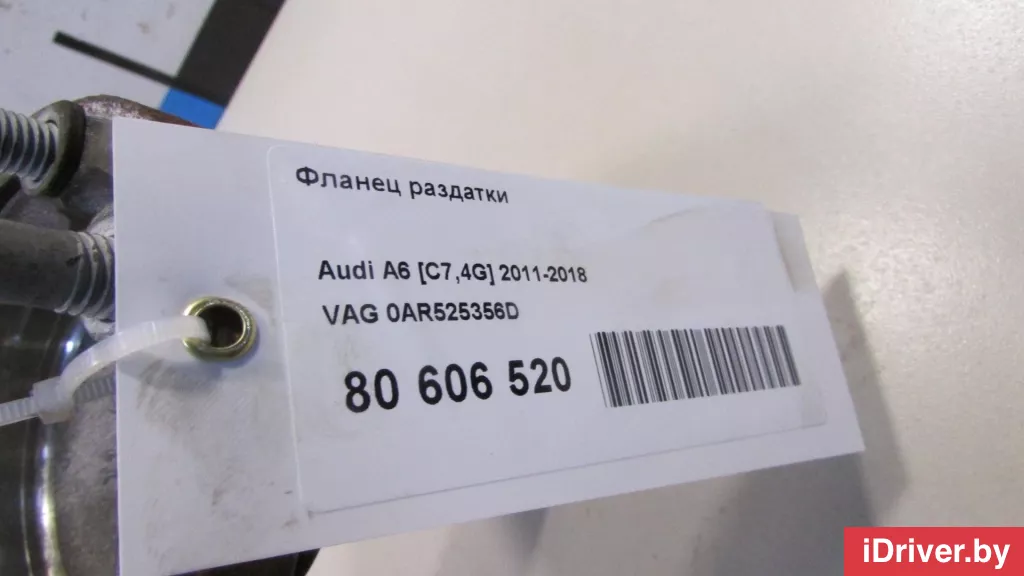 Фланец раздатки
Audi A6 [C7,4G] 2011-2018
VAG 0AR525356D
80 606 520
iDriver.by